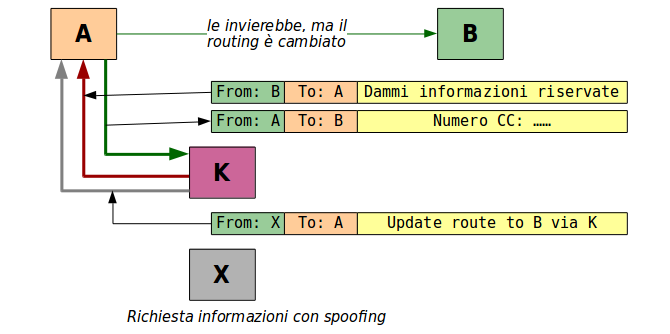 A
le invierebbe, ma il
routing è cambiato
B
From: B To: A Dammi informazioni riservate
From: A To: B Numero CC: ……
K
From: X To: A Update route to B via K
X
Richiesta informazioni con spoofing